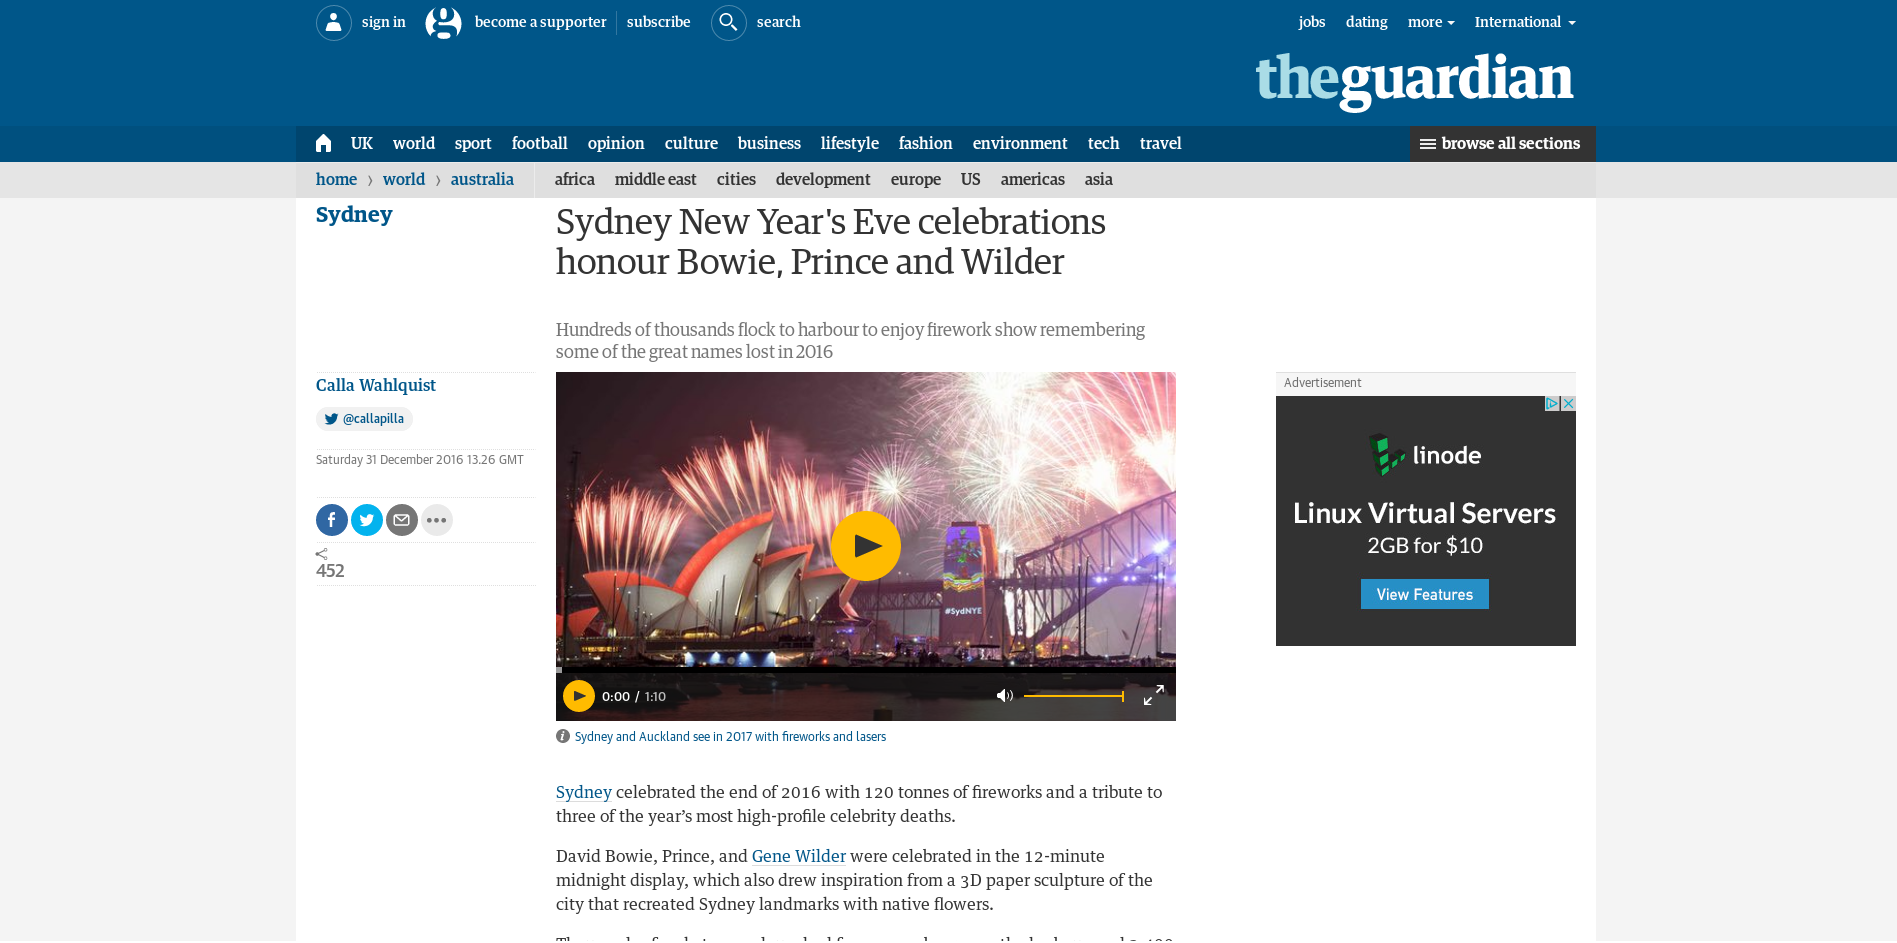 sign in
become a supporter
subscribe
search
jobs
dating
more
International
theguardian
UK
world
sport
football
opinion
culture
business
lifestyle
fashion
environment
tech
travel
browse all sections
home
world
australia
africa
middle east
cities
development
europe
US
americas
asia
Sydney
Sydney New Year's Eve celebrations
honour Bowie, Prince and Wilder
Hundreds of thousands flock to harbour to enjoy firework show remembering
some of the great names lost in 2016
Calla Wahlquist
@callapilla
Saturday 31 December 2016 13.26 GMT
452
#SydNYE
0:00 / 1:10
Sydney and Auckland see in 2017 with fireworks and lasers
Advertisement
linode
Linux Virtual Servers
2GB for $10
View Features
Sydney celebrated the end of 2016 with 120 tonnes of fireworks and a tribute to
three of the year’s most high-profile celebrity deaths.
David Bowie, Prince, and Gene Wilder were celebrated in the 12-minute
midnight display, which also drew inspiration from a 3D paper sculpture of the
city that recreated Sydney landmarks with native flowers.